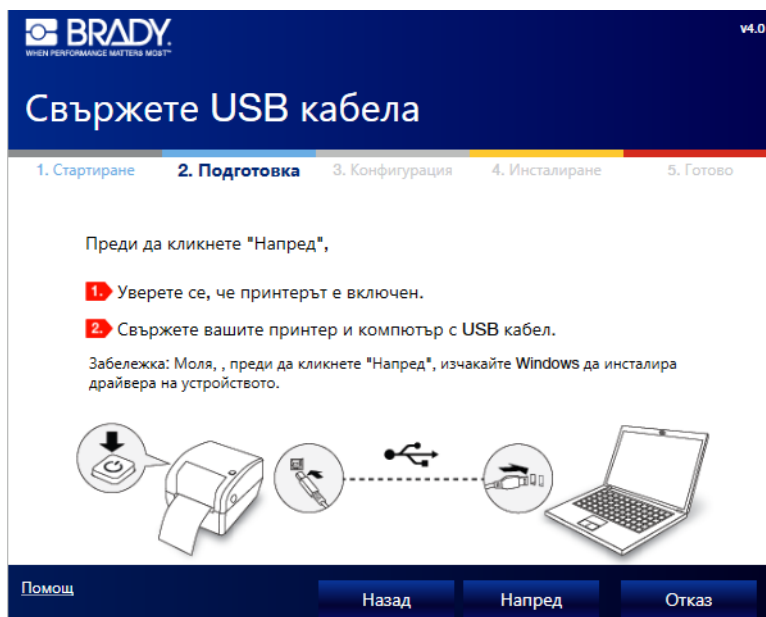 BRADY.
WHEN PERFORMANCE MATTERS MOST™
v4.0
Свържете USB кабела
1. Стартиране
2. Подготовка
3. Конфигурация
4. Инсталиране
5. Готово
Преди да кликнете "Напред",
1. Уверете се, че принтерът е включен.
2. Свържете вашите принтер и компютър с USB кабел.
Забележка: Моля, , преди да кликнете "Напред", изчакайте Windows да инсталира
драйвера на устройството.
Помощ
Назад
Напред
Отказ